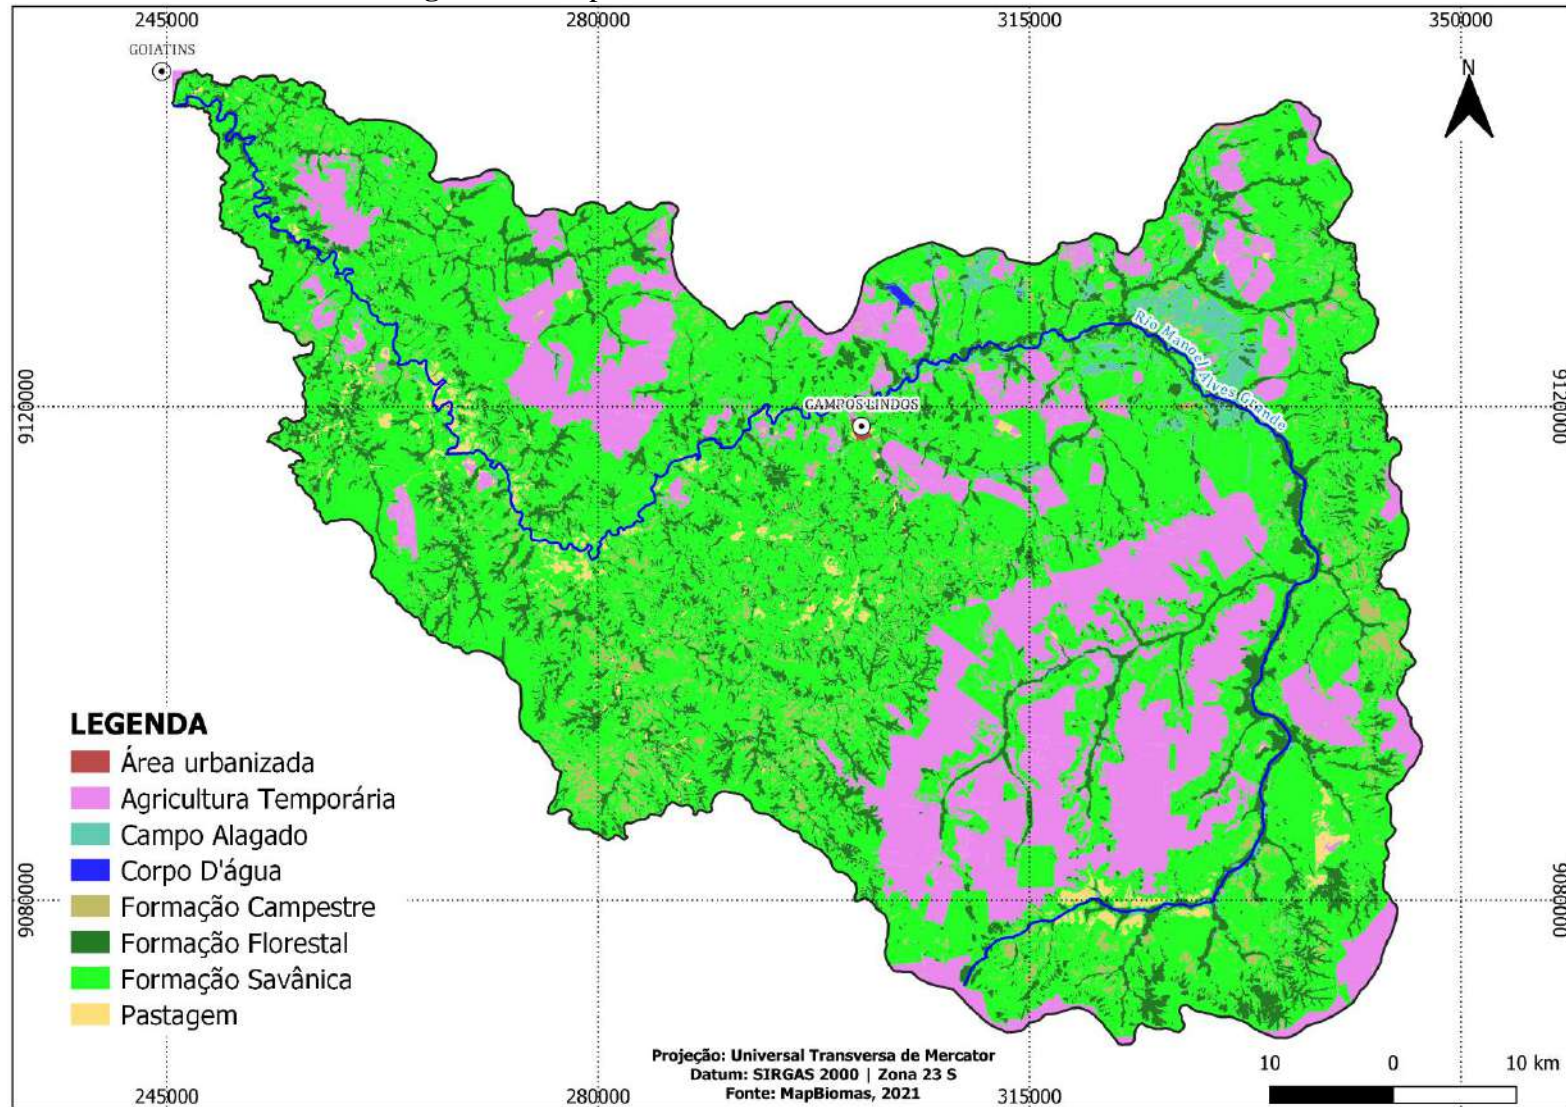 245000
280000
315000
350000
GOIATINS
N
Rio Manoel Alves Grande
CAMPOS LINDOS
9120000
9120000
LEGENDA
Área urbanizada
Agricultura Temporária
Campo Alagado
Corpo D'água
Formação Campestre
Formação Florestal
Formação Savânica
Pastagem
9080000
9080000
Projeção: Universal Transversa de Mercator
Datum: SIRGAS 2000 | Zona 23 S
Fonte: MapBiomas, 2021
10 0 10 km
245000
280000
315000
350000